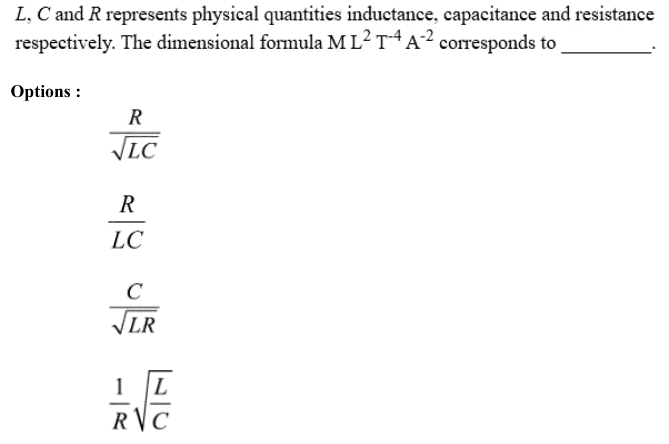 L, C and R represents physical quantities inductance, capacitance and resistance
respectively. The dimensional formula M L² T⁻⁴ A⁻² corresponds to ________.
Options :
R
√LC
R
LC
C
√LR
1 L
R √ C